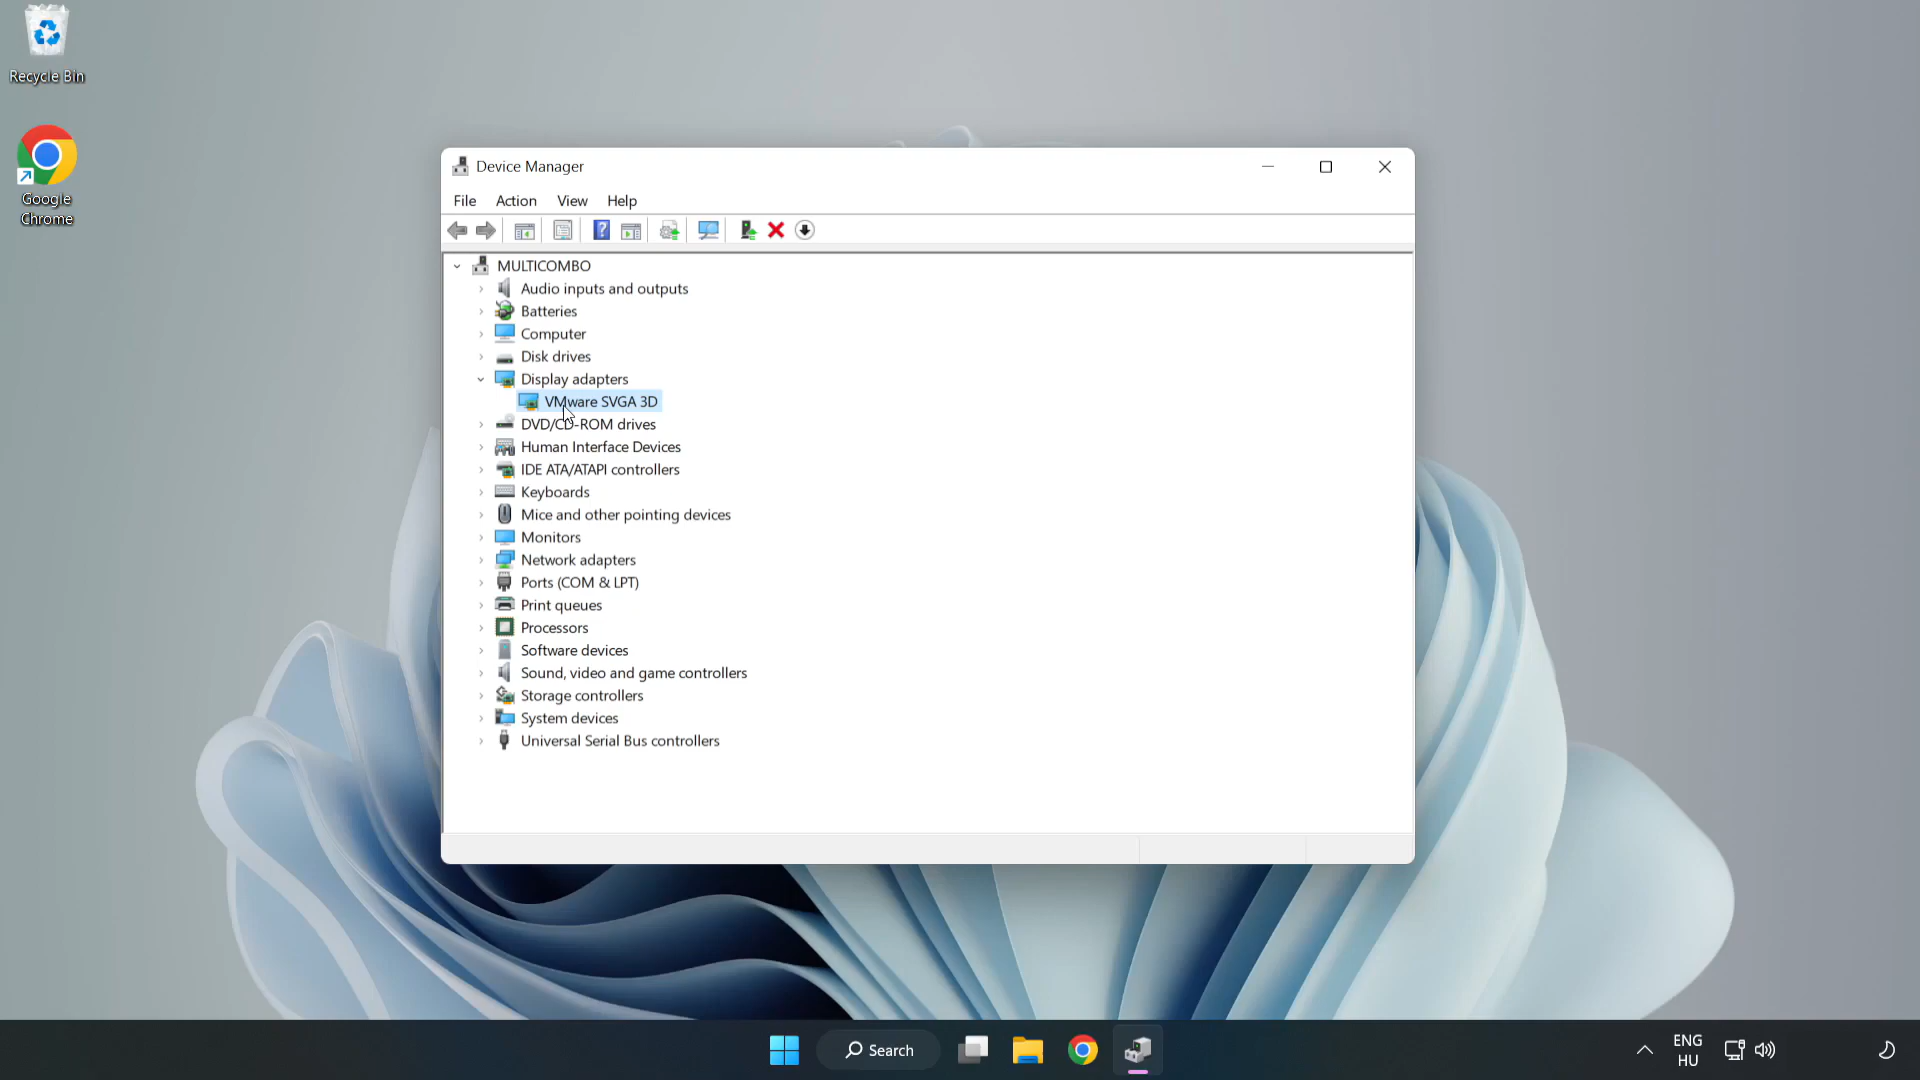 Recycle Bin
Google
Chrome
Device Manager
File Action View Help
MULTICOMBO
Audio inputs and outputs
Batteries
Computer
Disk drives
Display adapters
VMware SVGA 3D
DVD/CD-ROM drives
Human Interface Devices
IDE ATA/ATAPI controllers
Keyboards
Mice and other pointing devices
Monitors
Network adapters
Ports (COM & LPT)
Print queues
Processors
Software devices
Sound, video and game controllers
Storage controllers
System devices
Universal Serial Bus controllers
Search
ENG
HU